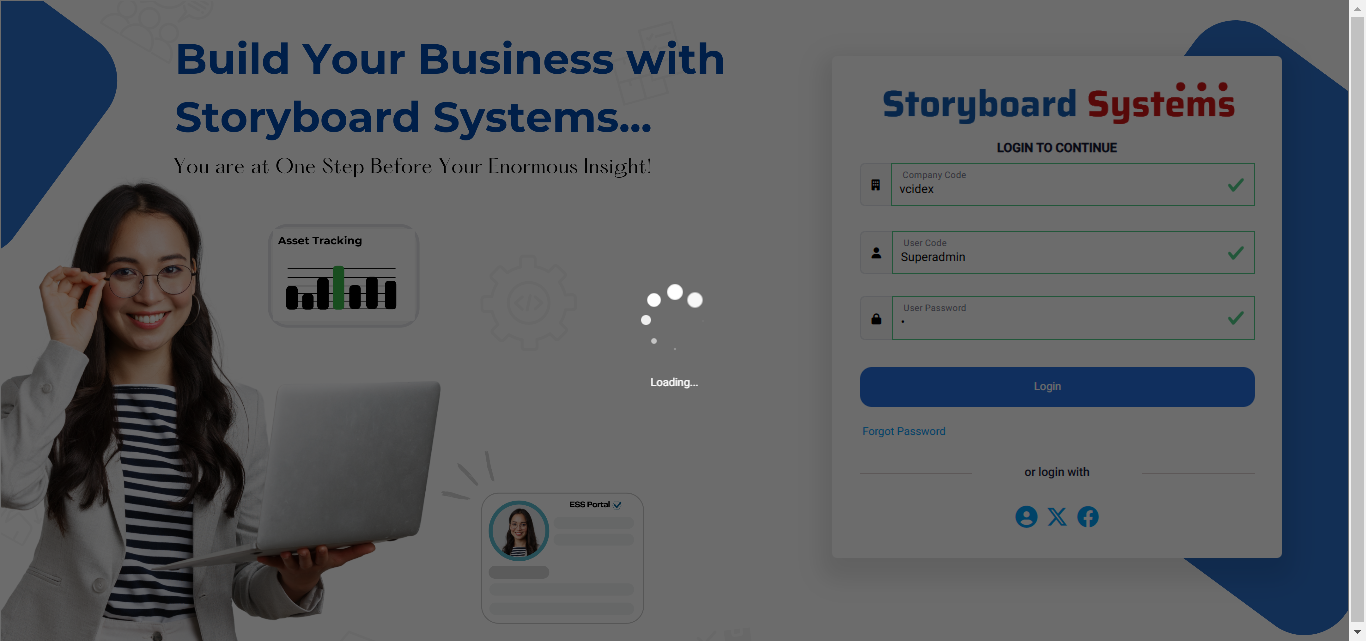 Build Your Business with
Storyboard Systems...
You are at One Step Before Your Enormous Insight!
Asset Tracking
ESS Portal
Loading...
Storyboard Systems
LOGIN TO CONTINUE
Company Code
vcidex
User Code
Superadmin
User Password
•
Login
Forgot Password
or login with